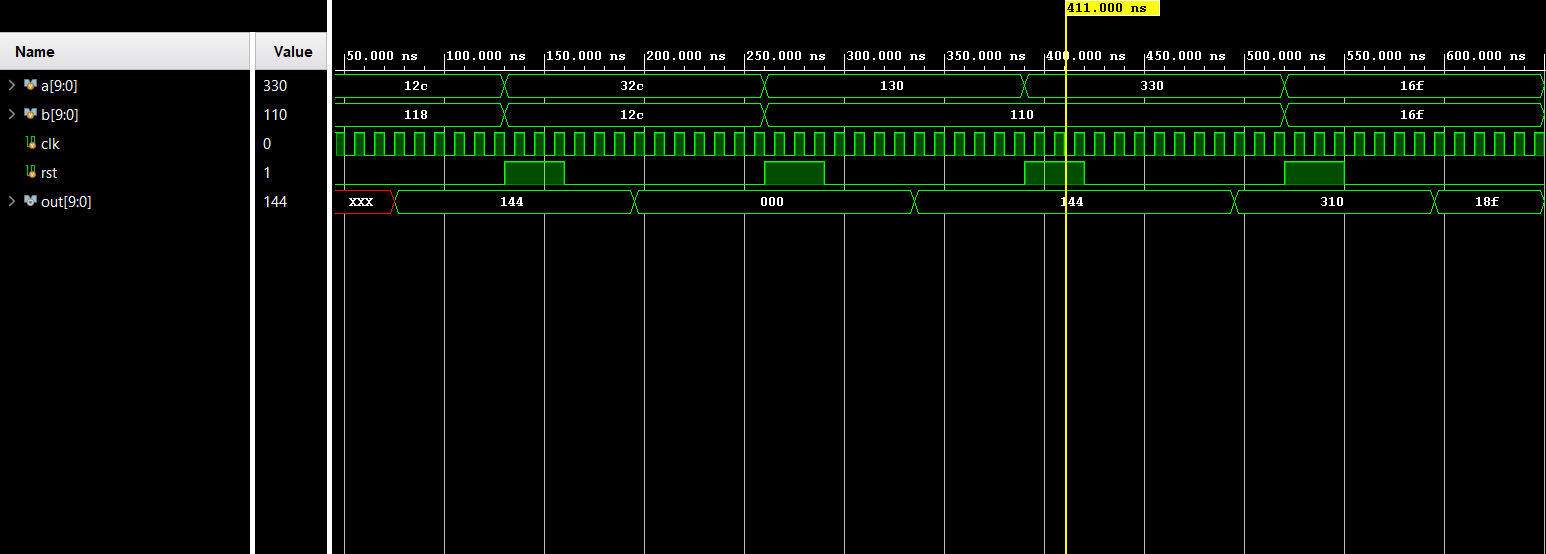 411.000 ns
Name Value
50.000 ns 100.000 ns 150.000 ns 200.000 ns 250.000 ns 300.000 ns 350.000 ns 400.000 ns 450.000 ns 500.000 ns 550.000 ns 600.000 ns
a[9:0] 330 12c 32c 130 330 16f
b[9:0] 110 118 12c 110 16f
clk 0
rst 1
out[9:0] 144 XXX 144 000 144 310 18f